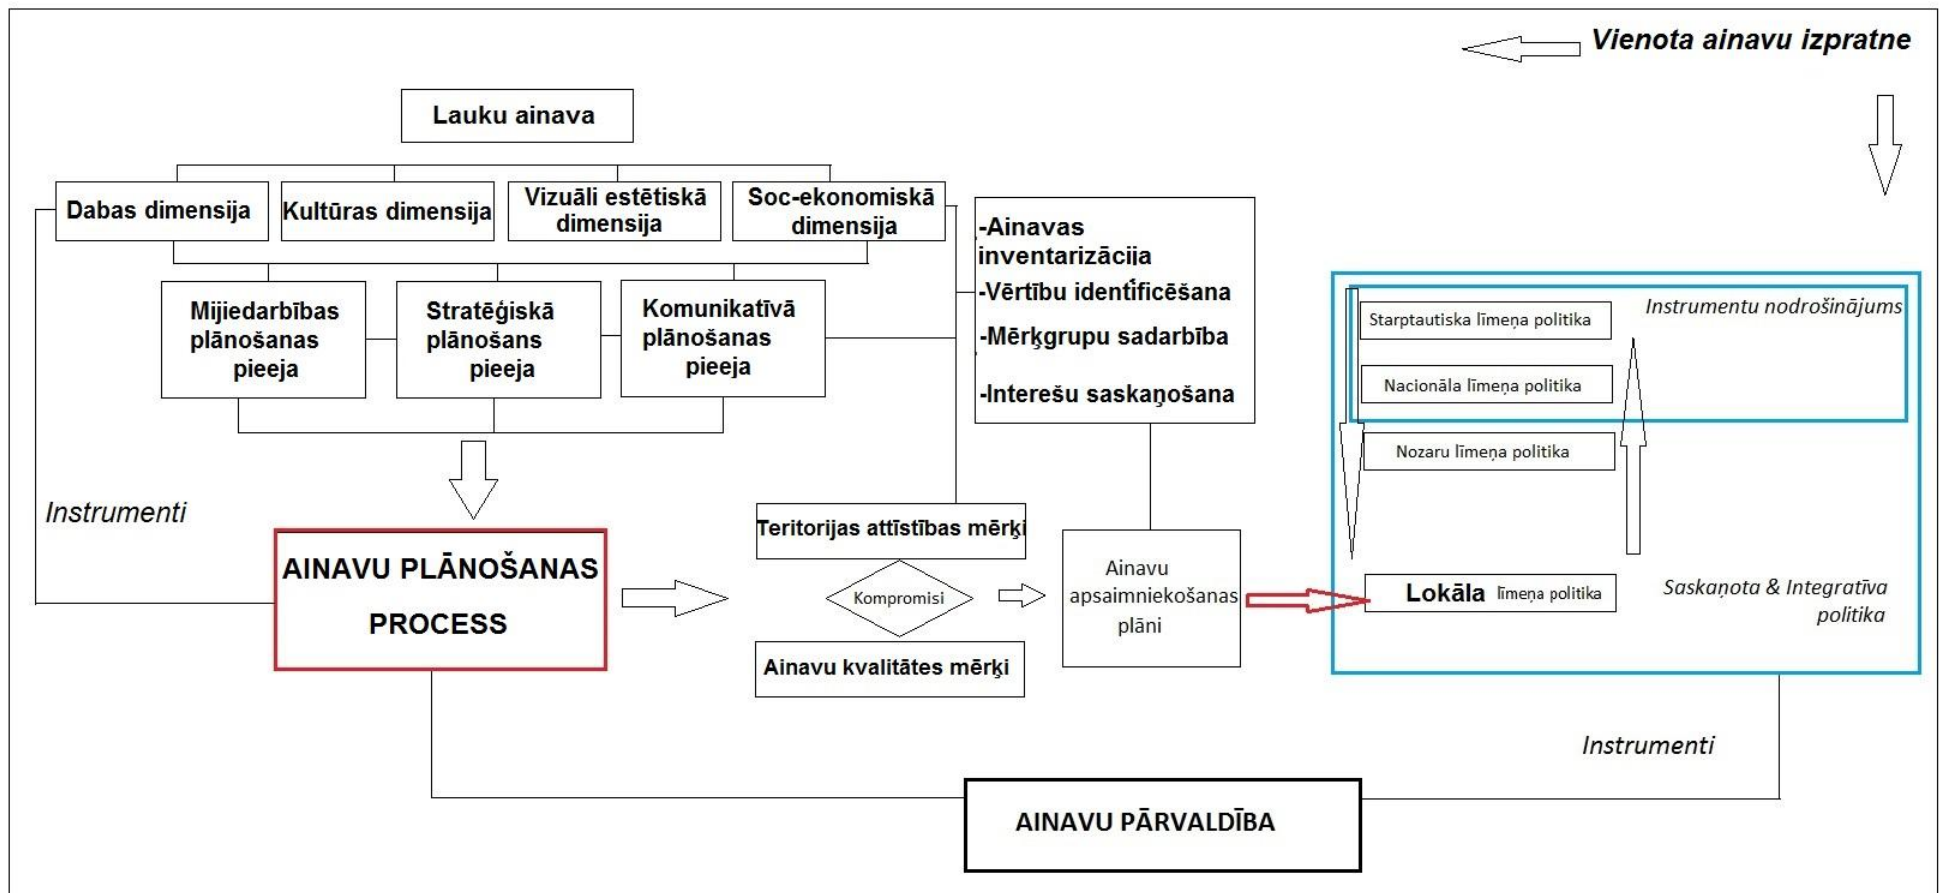 Vienota ainavu izpratne
Lauku ainava
Dabas dimensija
Kultūras dimensija
Vizuāli estētiskā
dimensija
Soc-ekonomiskā
dimensija
-Ainavas
inventarizācija
-Vērtību identificēšana
-Mērķgrupu sadarbība
-Interešu saskaņošana
Mijiedarbības
plānošanas
pieeja
Stratēģiskā
plānošans
pieeja
Komunikatīvā
plānošanas
pieeja
Instrumentu nodrošinājums
Starptautiska līmeņa politika
Nacionāla līmeņa politika
Nozaru līmeņa politika
Instrumenti
AINAVU PLĀNOŠANAS
PROCESS
Teritorijas attīstības mērķi
Kompromisi
Ainavu kvalitātes mērķi
Ainavu
apsaimniekošanas
plāni
Lokāla līmeņa politika
Saskaņota & Integratīva
politika
Instrumenti
AINAVU PĀRVALDĪBA